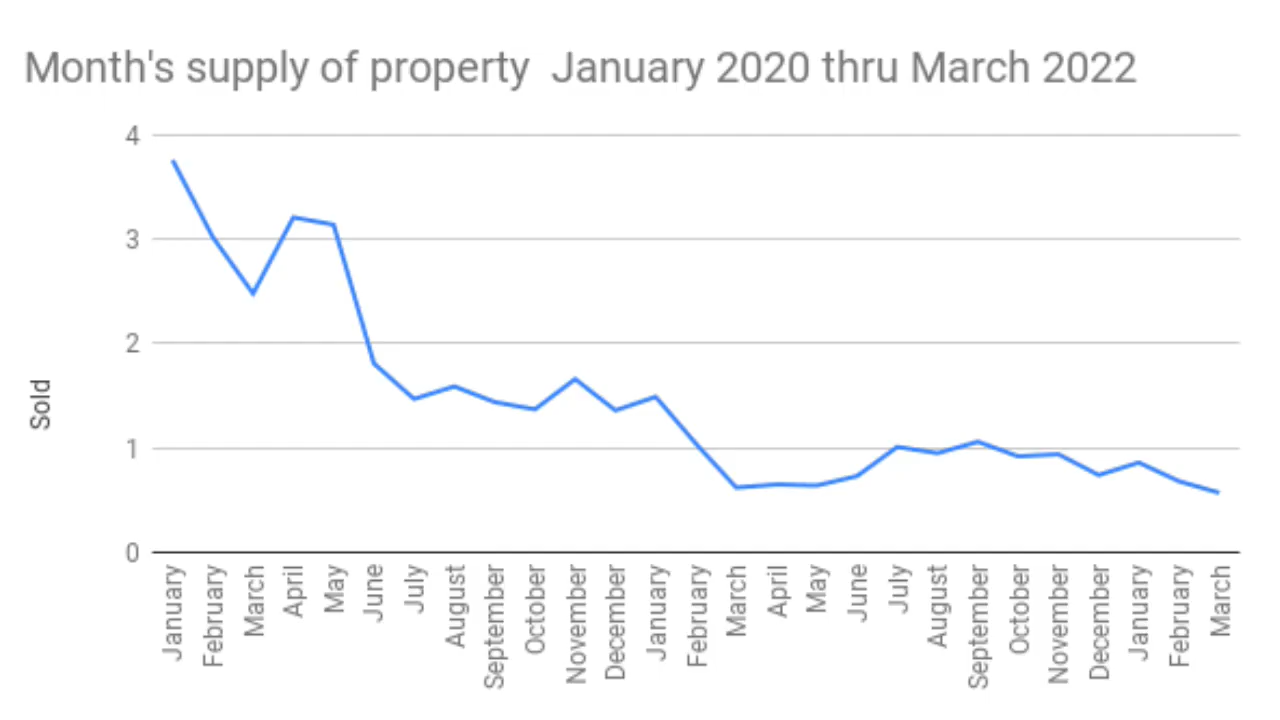 Month's supply of property  January 2020 thru March 2022
4
3
2
1
0
Sold
January
February
March
April
May
June
July
August
September
October
November
December
January
February
March
April
May
June
July
August
September
October
November
December
January
February
March